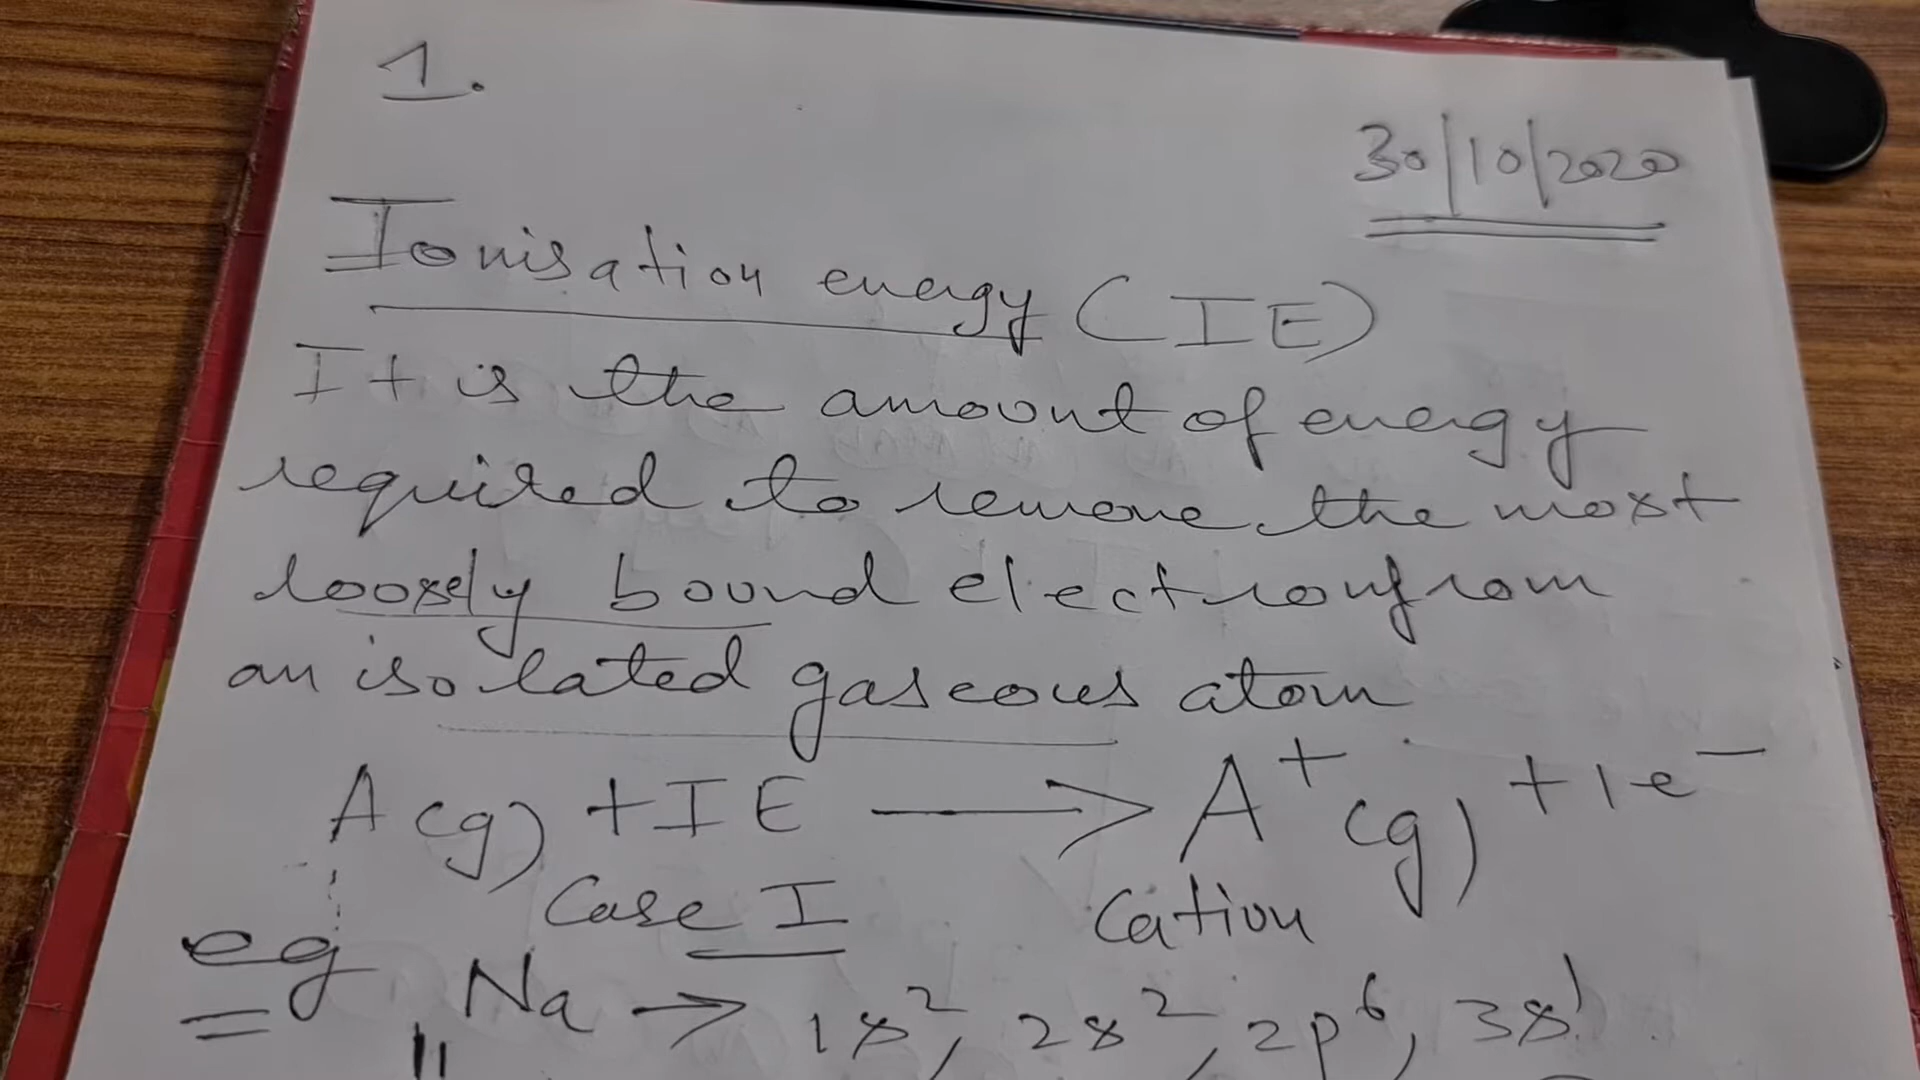 1.
30/10/2020
Ionisation energy (IE)
It is the amount of energy
required to remove the most
loosely bound electron from
an isolated gaseous atom
A(g) + IE ⟶ A⁺(g) + 1e⁻
Case I Cation
eg Na → 1s², 2s², 2p⁶, 3s¹
11